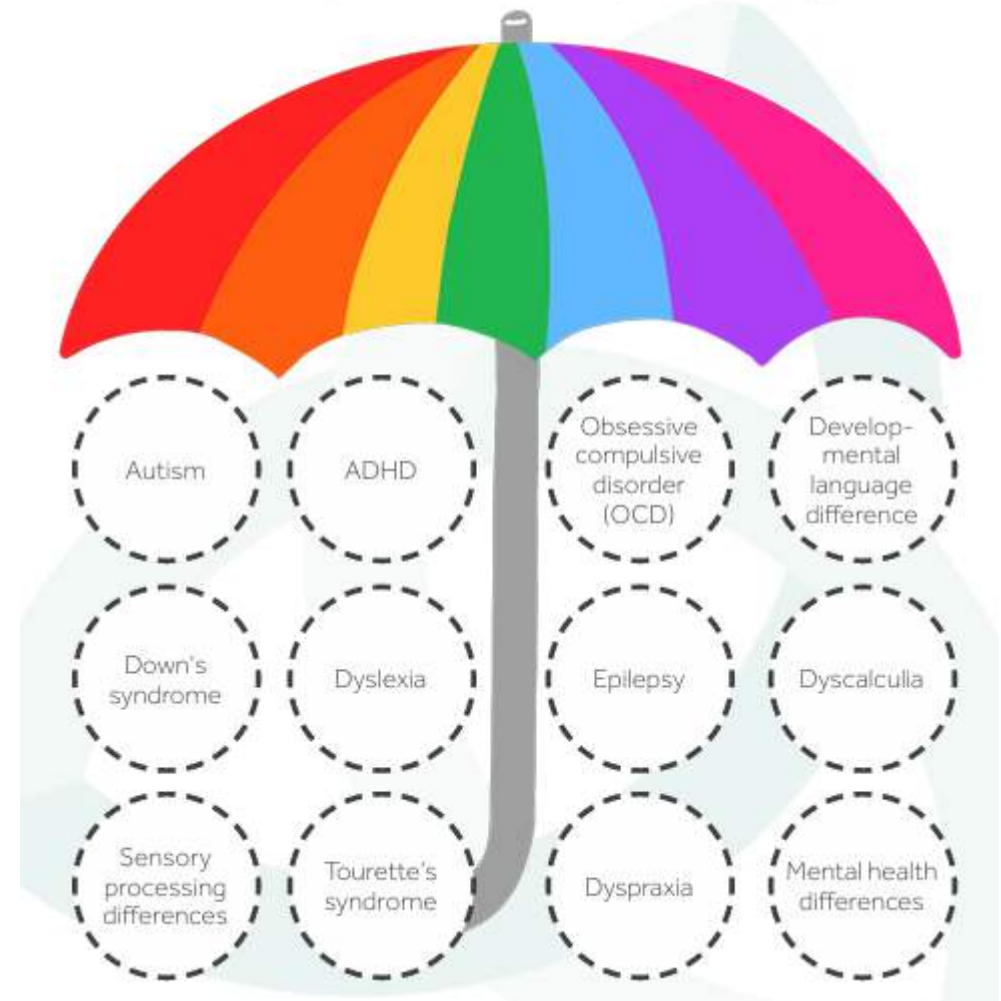 Autism
ADHD
Obsessive
compulsive
disorder
(OCD)
Develop-
mental
language
difference
Down's
syndrome
Dyslexia
Epilepsy
Dyscalculia
Sensory
processing
differences
Tourette's
syndrome
Dyspraxia
Mental health
differences